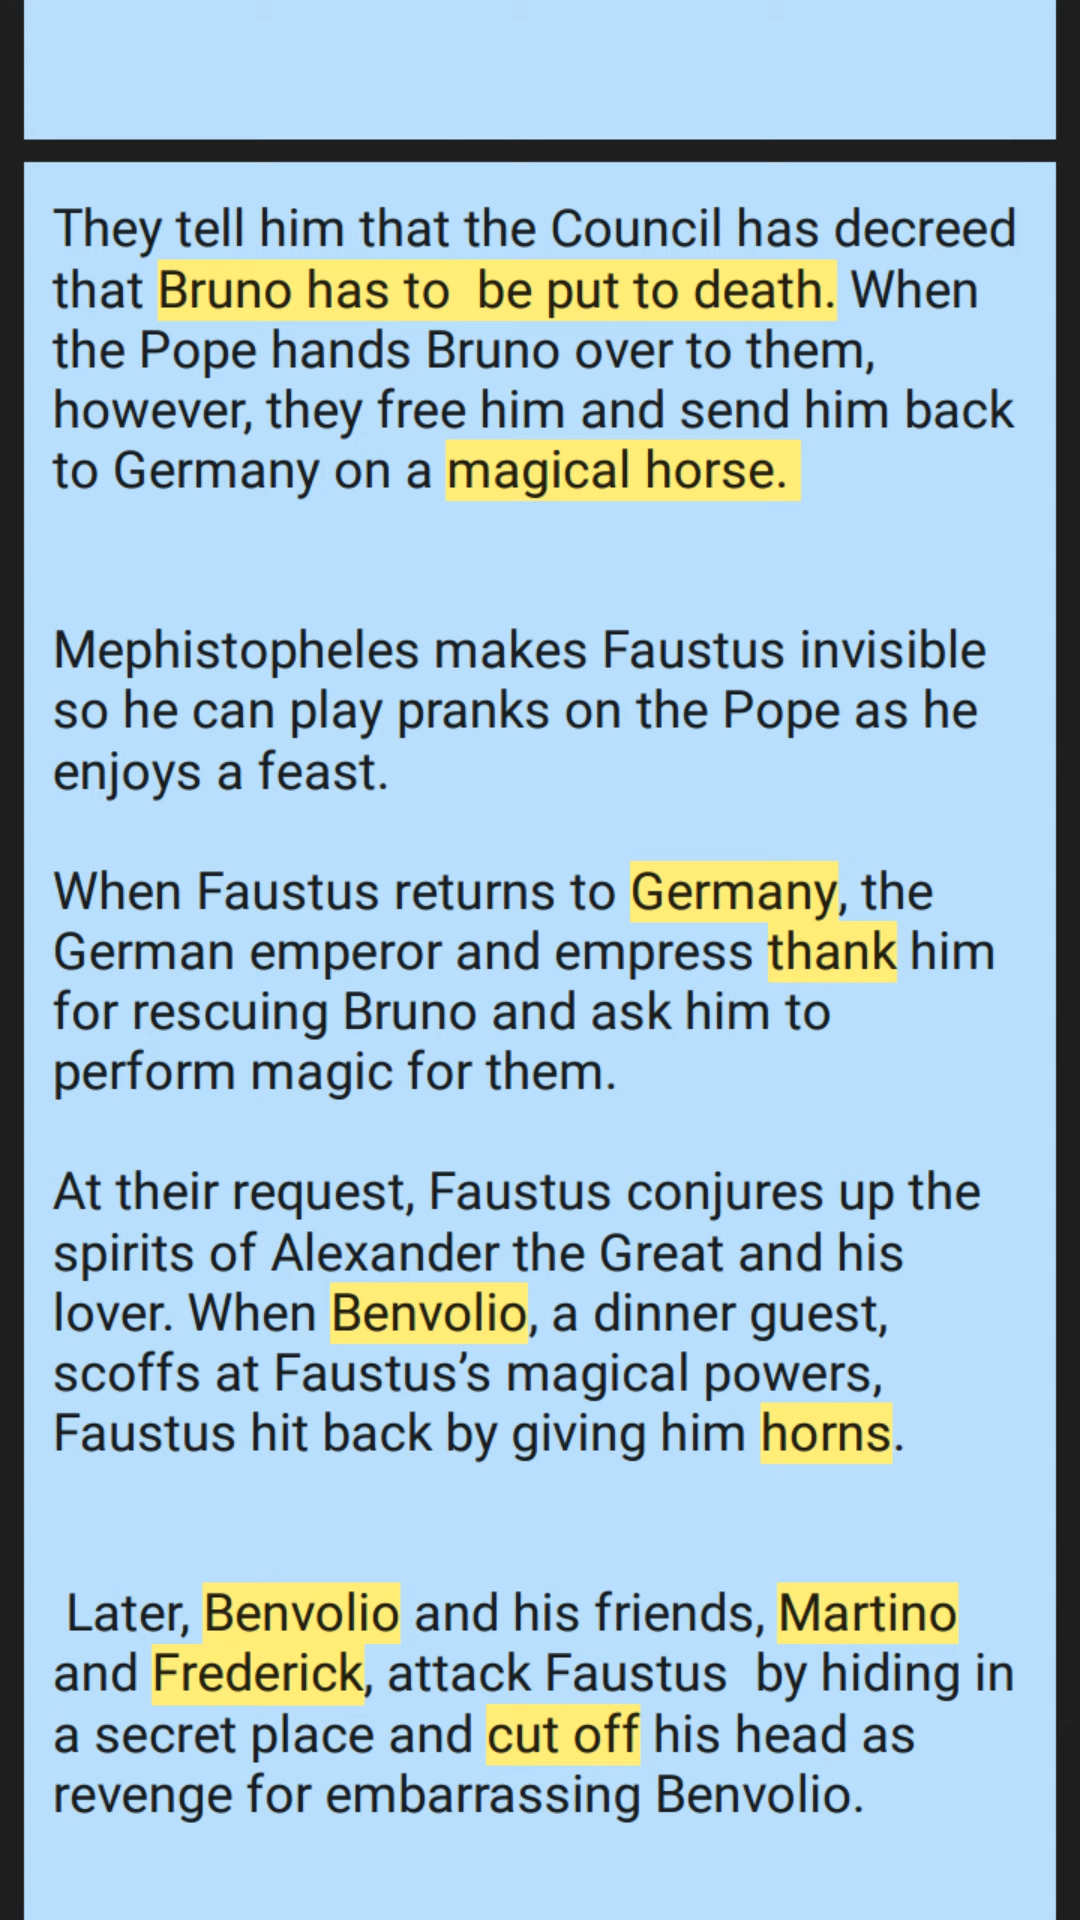 They tell him that the Council has decreed
that Bruno has to  be put to death. When
the Pope hands Bruno over to them,
however, they free him and send him back
to Germany on a magical horse.
Mephistopheles makes Faustus invisible
so he can play pranks on the Pope as he
enjoys a feast.
When Faustus returns to Germany, the
German emperor and empress thank him
for rescuing Bruno and ask him to
perform magic for them.
At their request, Faustus conjures up the
spirits of Alexander the Great and his
lover. When Benvolio, a dinner guest,
scoffs at Faustus’s magical powers,
Faustus hit back by giving him horns.
Later, Benvolio and his friends, Martino
and Frederick, attack Faustus  by hiding in
a secret place and cut off his head as
revenge for embarrassing Benvolio.